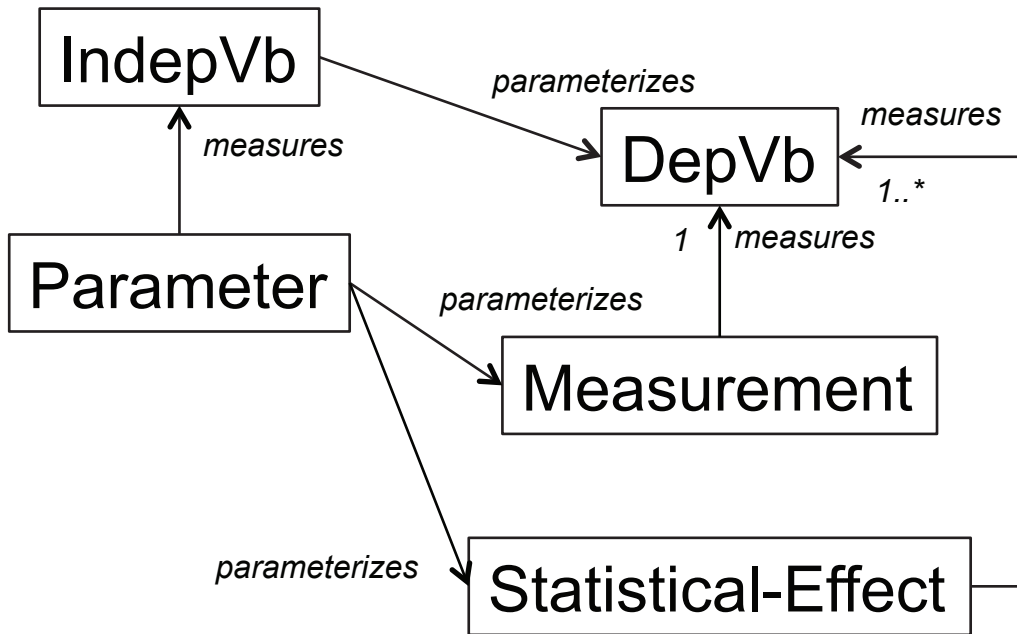 IndepVb
parameterizes
measures
DepVb
measures
1..*
1
measures
Parameter
parameterizes
Measurement
parameterizes
Statistical-Effect